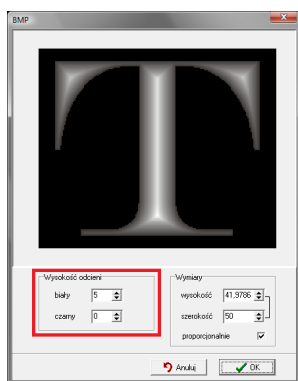 BMP
T
Wysokość odcieni
biały 5
czarny 0
Wymiary
wysokość 41,9786
szerokość 50
proporcjonalnie
Anuluj
OK